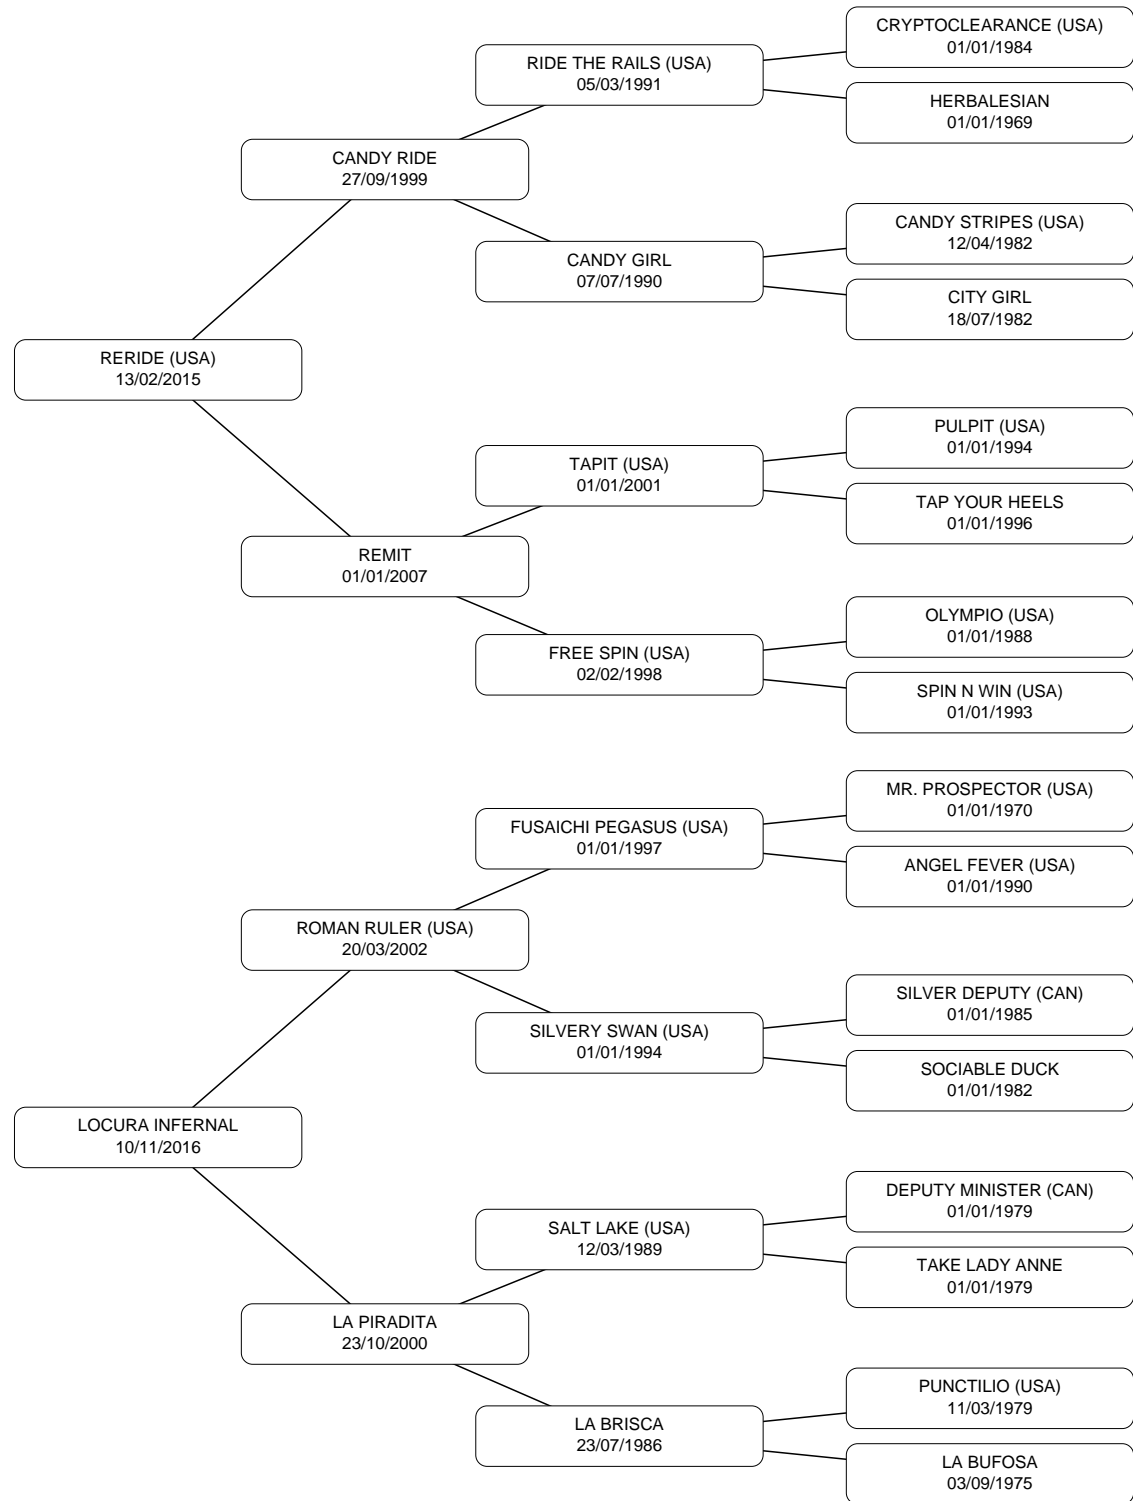 CRYPTOCLEARANCE (USA)
01/01/1984
RIDE THE RAILS (USA)
05/03/1991
HERBALESIAN
01/01/1969
CANDY RIDE
27/09/1999
CANDY STRIPES (USA)
12/04/1982
CANDY GIRL
07/07/1990
CITY GIRL
18/07/1982
RERIDE (USA)
13/02/2015
PULPIT (USA)
01/01/1994
TAPIT (USA)
01/01/2001
TAP YOUR HEELS
01/01/1996
REMIT
01/01/2007
OLYMPIO (USA)
01/01/1988
FREE SPIN (USA)
02/02/1998
SPIN N WIN (USA)
01/01/1993
MR. PROSPECTOR (USA)
01/01/1970
FUSAICHI PEGASUS (USA)
01/01/1997
ANGEL FEVER (USA)
01/01/1990
ROMAN RULER (USA)
20/03/2002
SILVER DEPUTY (CAN)
01/01/1985
SILVERY SWAN (USA)
01/01/1994
SOCIABLE DUCK
01/01/1982
LOCURA INFERNAL
10/11/2016
DEPUTY MINISTER (CAN)
01/01/1979
SALT LAKE (USA)
12/03/1989
TAKE LADY ANNE
01/01/1979
LA PIRADITA
23/10/2000
PUNCTILIO (USA)
11/03/1979
LA BRISCA
23/07/1986
LA BUFOSA
03/09/1975